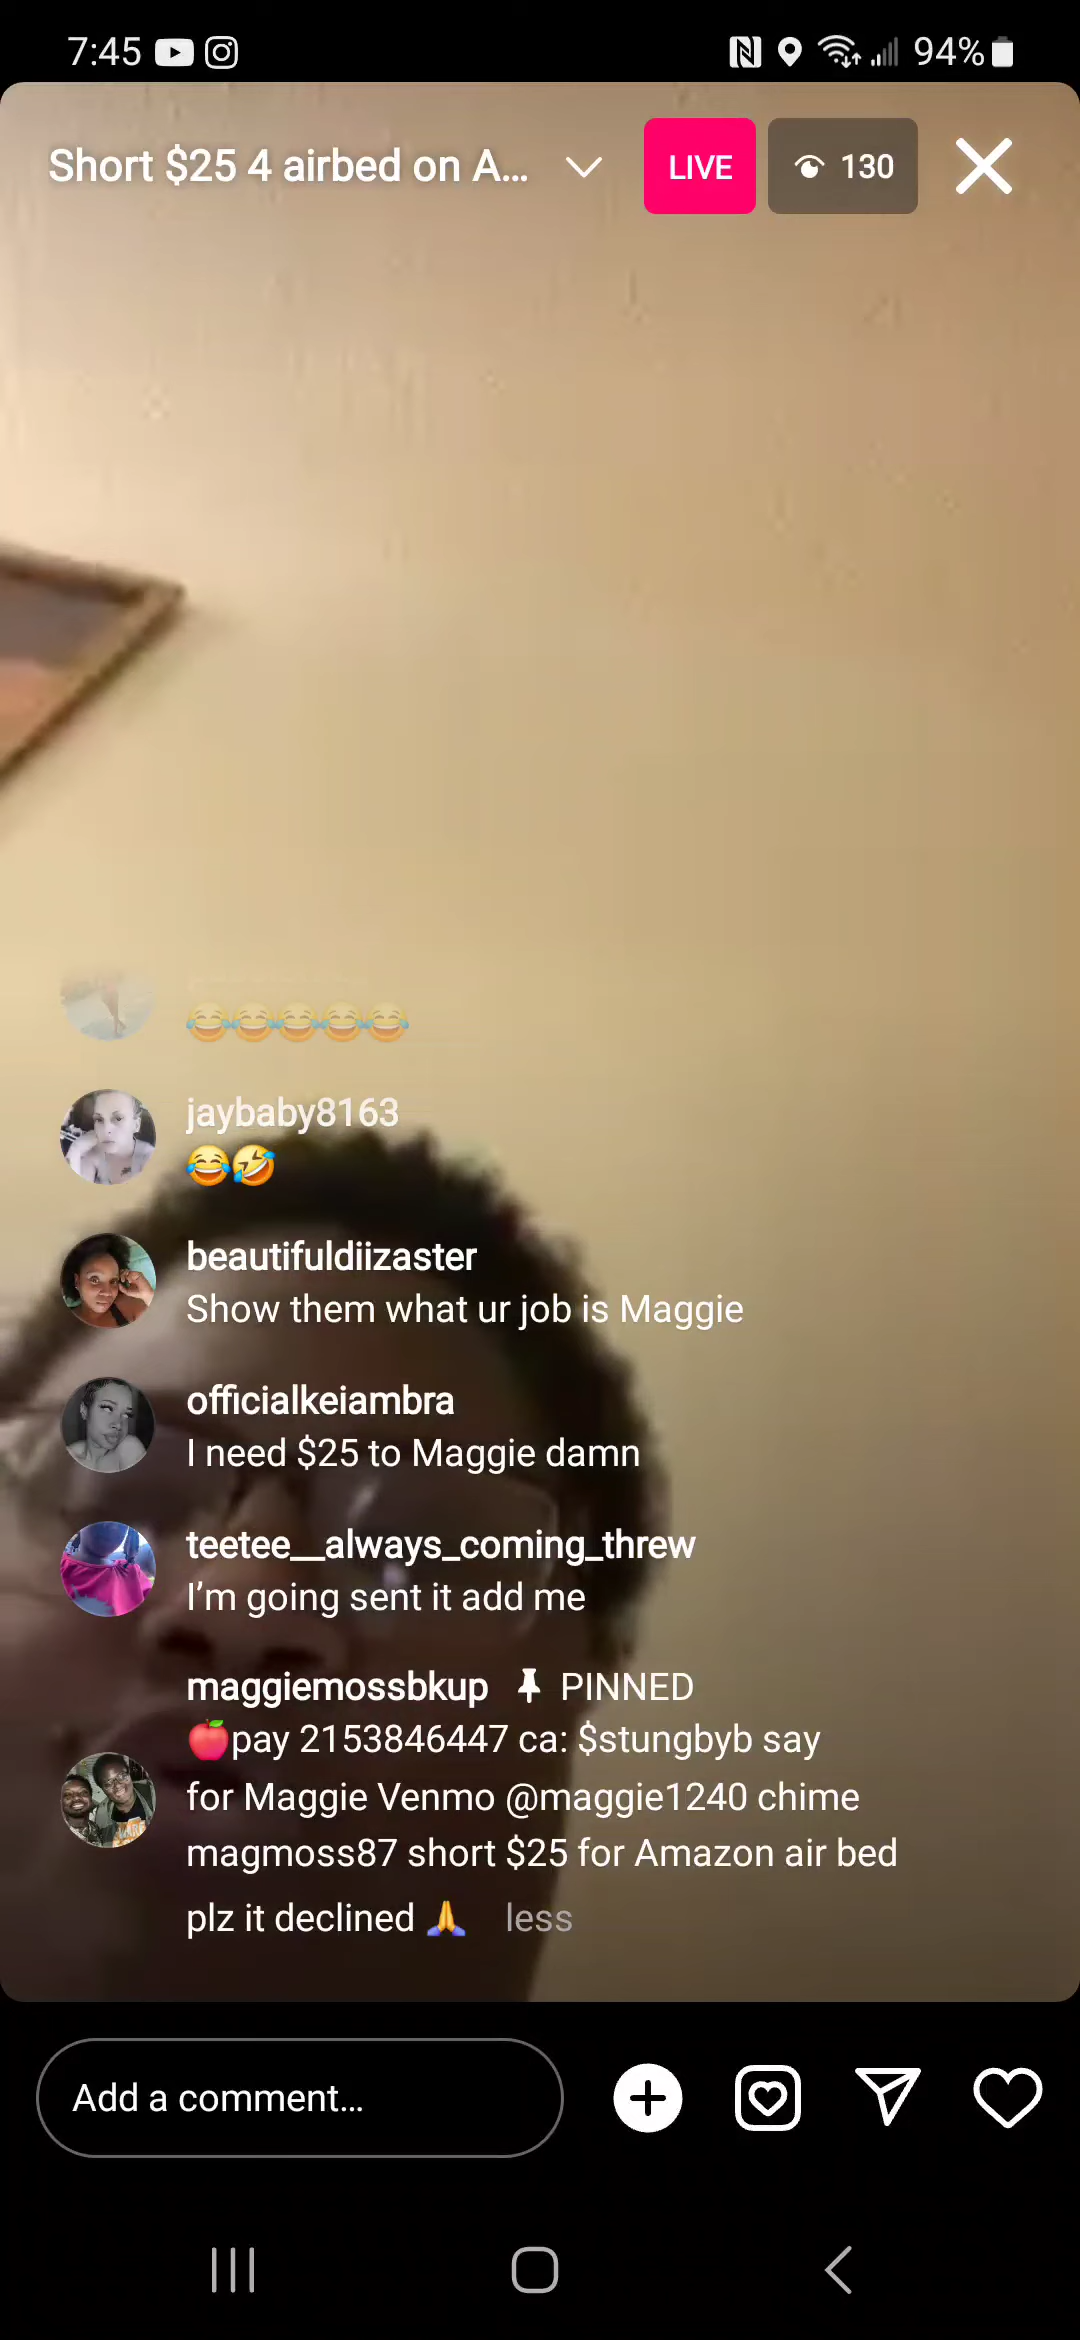 7:45
94%
Short $25 4 airbed on A...
LIVE
130
😂😂😂😂😂
jaybaby8163
😂🤣
beautifuldiizaster
Show them what ur job is Maggie
officialkeiambra
I need $25 to Maggie damn
teetee__always_coming_threw
I’m going sent it add me
maggiemossbkup PINNED
🍎pay 2153846447 ca: $stungbyb say
for Maggie Venmo @maggie1240 chime
magmoss87 short $25 for Amazon air bed
plz it declined 🙏 less
Add a comment...